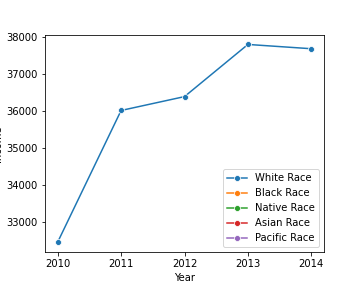 38000
37000
36000
35000
34000
33000
2010 2011 2012 2013 2014
Year
White Race
Black Race
Native Race
Asian Race
Pacific Race